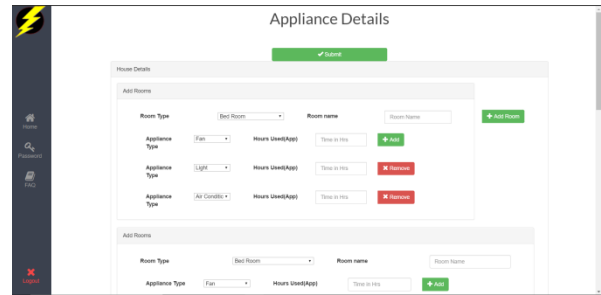 Appliance Details
✔ Submit
House Details
Add Rooms
Room Type Bed Room Room name Room Name + Add Room
Home
Appliance Type Fan Hours Used(App) Time in Hrs + Add
Password
Appliance Type Light Hours Used(App) Time in Hrs ✖ Remove
FAQ
Appliance Type Air Conditio Hours Used(App) Time in Hrs ✖ Remove
Add Rooms
Room Type Bed Room Room name Room Name
Logout
Appliance Type Fan Hours Used(App) Time in Hrs + Add